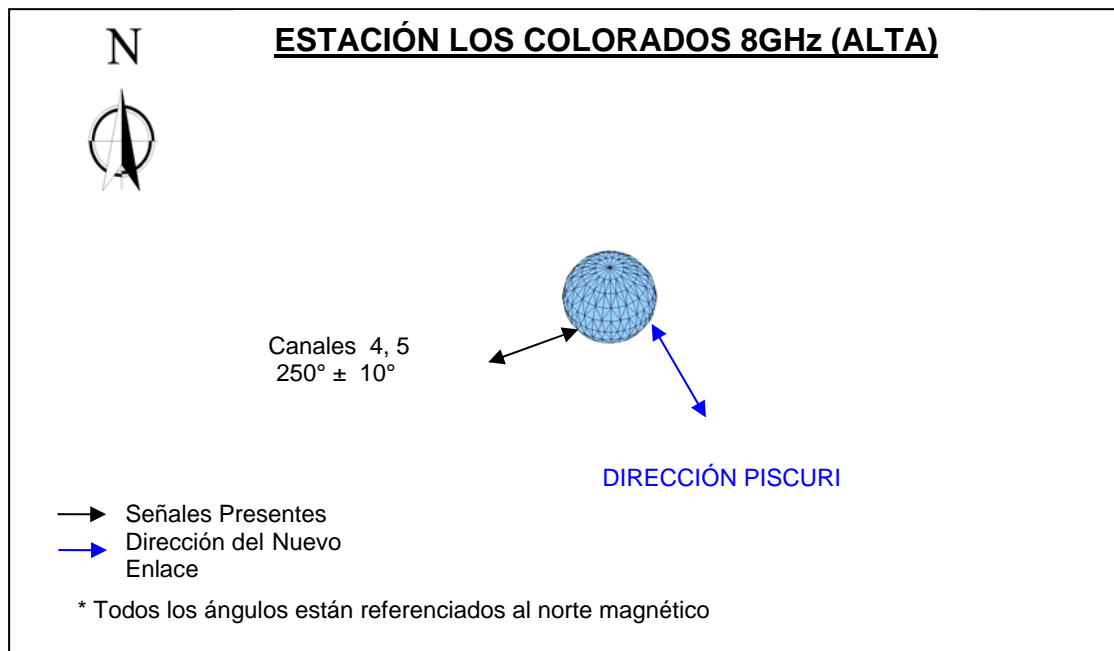 N
ESTACIÓN LOS COLORADOS 8GHz (ALTA)
Canales 4, 5
250° ± 10°
DIRECCIÓN PISCURI
Señales Presentes
Dirección del Nuevo
Enlace
* Todos los ángulos están referenciados al norte magnético